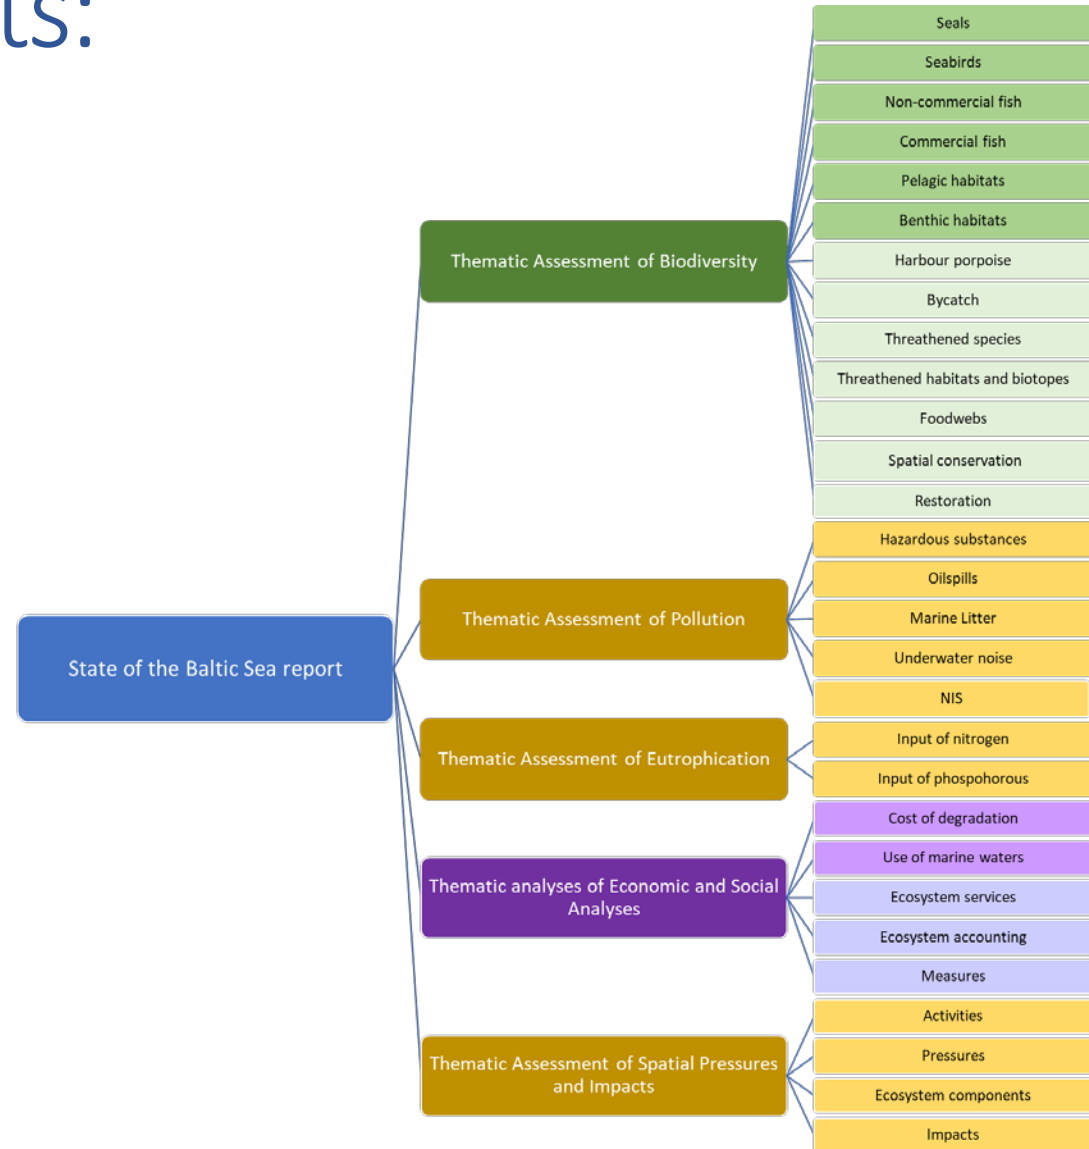 ts:
State of the Baltic Sea report
Thematic Assessment of Biodiversity
Seals
Seabirds
Non-commercial fish
Commercial fish
Pelagic habitats
Benthic habitats
Harbour porpoise
Bycatch
Threathened species
Threathened habitats and biotopes
Foodwebs
Spatial conservation
Restoration
Thematic Assessment of Pollution
Hazardous substances
Oilspills
Marine Litter
Underwater noise
NIS
Thematic Assessment of Eutrophication
Input of nitrogen
Input of phospohorous
Thematic analyses of Economic and Social
Analyses
Cost of degradation
Use of marine waters
Ecosystem services
Ecosystem accounting
Measures
Thematic Assessment of Spatial Pressures
and Impacts
Activities
Pressures
Ecosystem components
Impacts